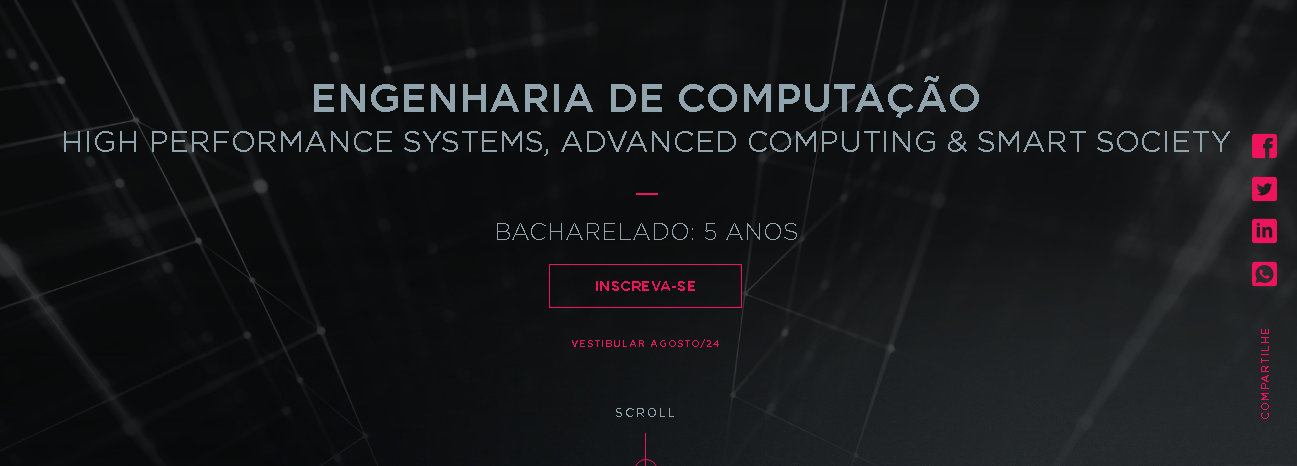 ENGENHARIA DE COMPUTAÇÃO
HIGH PERFORMANCE SYSTEMS, ADVANCED COMPUTING & SMART SOCIETY
BACHARELADO: 5 ANOS
INSCREVA-SE
VESTIBULAR AGOSTO/24
SCROLL
COMPARTILHE